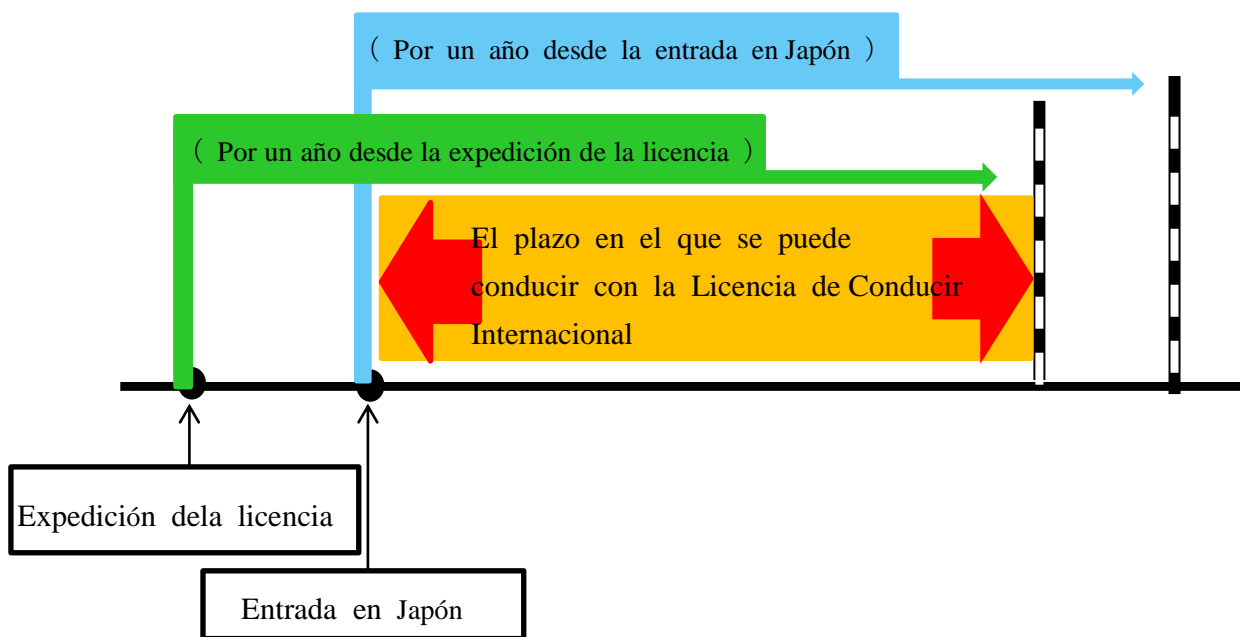 （ Por un año desde la entrada en Japón ）
（ Por un año desde la expedición de la licencia ）
El plazo en el que se puede
conducir con la Licencia de Conducir
Internacional
Expedición dela licencia
Entrada en Japón